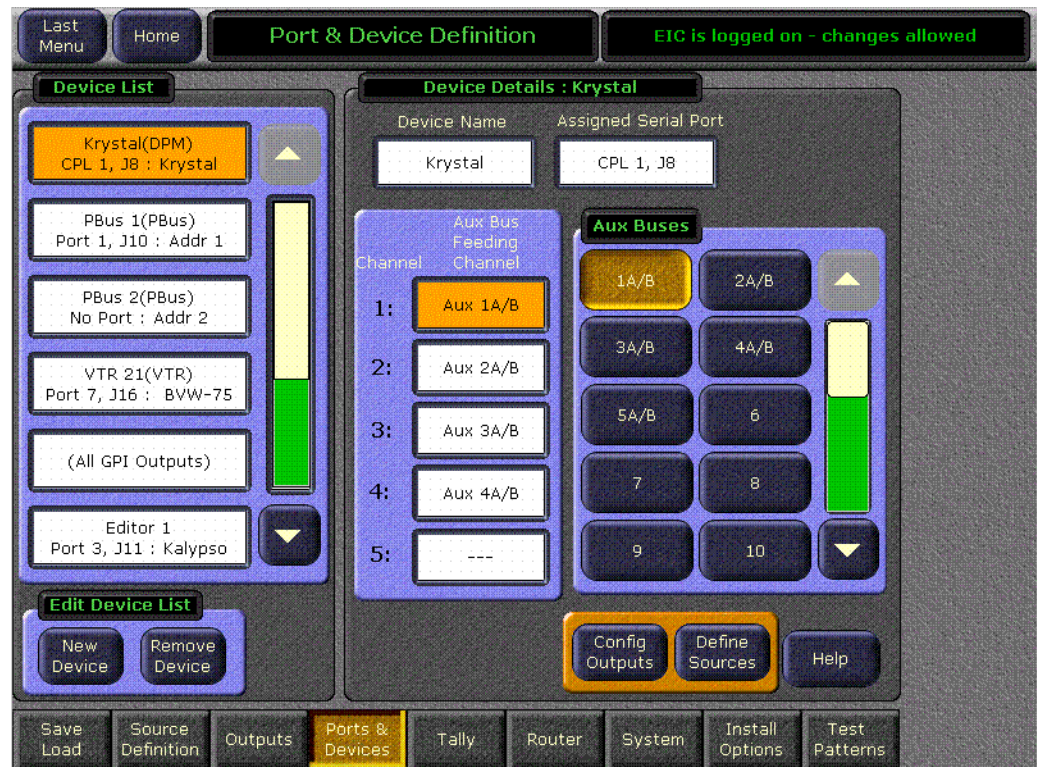 Last
Menu
Home
Port & Device Definition
EIC is logged on - changes allowed
Device List
Krystal(DPM)
CPL 1, J8 : Krystal
PBus 1(PBus)
Port 1, J10 : Addr 1
PBus 2(PBus)
No Port : Addr 2
VTR 21(VTR)
Port 7, J16 : BVW-75
(All GPI Outputs)
Editor 1
Port 3, J11 : Kalypso
Edit Device List
New
Device
Remove
Device
Device Details : Krystal
Device Name
Assigned Serial Port
Krystal
CPL 1, J8
Channel
Aux Bus
Feeding
Channel
1:
Aux 1A/B
2:
Aux 2A/B
3:
Aux 3A/B
4:
Aux 4A/B
5:
---
Aux Buses
1A/B
2A/B
3A/B
4A/B
5A/B
6
7
8
9
10
Config
Outputs
Define
Sources
Help
Save
Load
Source
Definition
Outputs
Ports &
Devices
Tally
Router
System
Install
Options
Test
Patterns